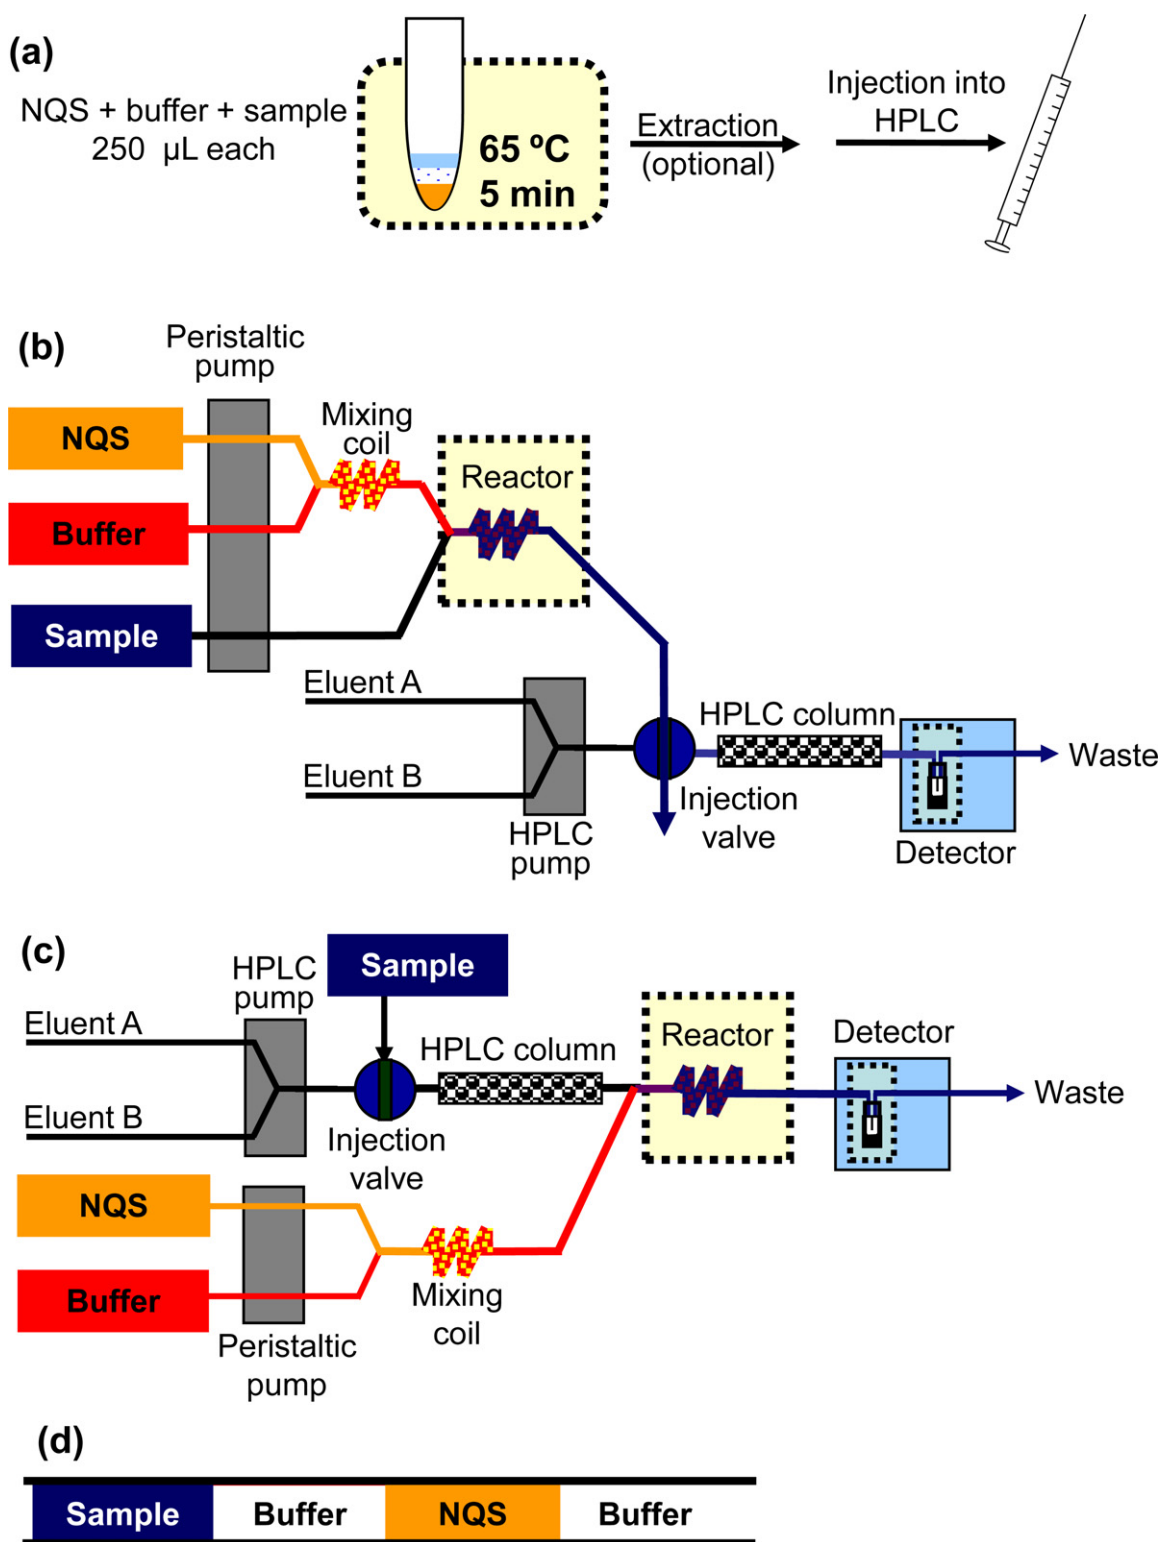 (a)
NQS + buffer + sample
250 µL each
65 ºC
5 min
Extraction
(optional)
Injection into
HPLC
(b)
Peristaltic
pump
NQS
Mixing
coil
Reactor
Buffer
Sample
Eluent A
HPLC column
Waste
Eluent B
Injection
valve
HPLC
pump
Detector
(c)
HPLC
pump
Sample
Eluent A
HPLC column
Reactor
Detector
Waste
Eluent B
Injection
valve
NQS
Buffer
Mixing
coil
Peristaltic
pump
(d)
Sample Buffer NQS Buffer